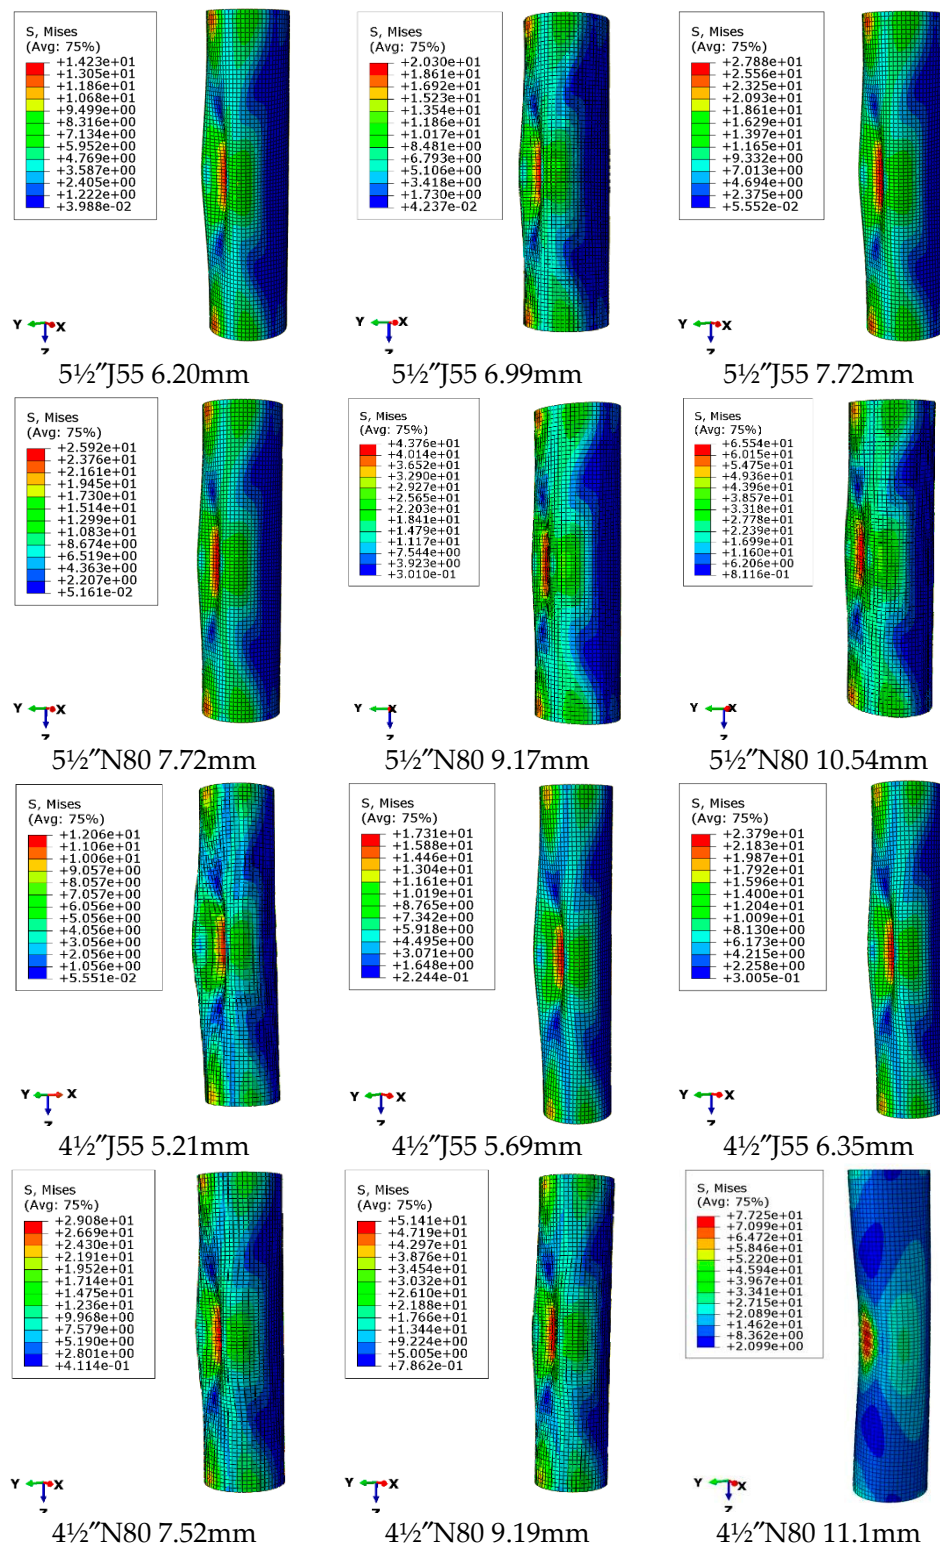 S, Mises
(Avg: 75%)
+1.423e+01
+1.305e+01
+1.186e+01
+1.068e+01
+9.499e+00
+8.316e+00
+7.134e+00
+5.952e+00
+4.769e+00
+3.587e+00
+2.405e+00
+1.222e+00
+3.988e-02
Y X
Z
5½″J55 6.20mm
S, Mises
(Avg: 75%)
+2.030e+01
+1.861e+01
+1.692e+01
+1.523e+01
+1.354e+01
+1.186e+01
+1.017e+01
+8.481e+00
+6.793e+00
+5.106e+00
+3.418e+00
+1.730e+00
+4.237e-02
Y X
Z
5½″J55 6.99mm
S, Mises
(Avg: 75%)
+2.788e+01
+2.556e+01
+2.325e+01
+2.093e+01
+1.861e+01
+1.629e+01
+1.397e+01
+1.165e+01
+9.332e+00
+7.013e+00
+4.694e+00
+2.375e+00
+5.552e-02
Y X
Z
5½″J55 7.72mm
S, Mises
(Avg: 75%)
+2.592e+01
+2.376e+01
+2.161e+01
+1.945e+01
+1.730e+01
+1.514e+01
+1.299e+01
+1.083e+01
+8.674e+00
+6.519e+00
+4.363e+00
+2.207e+00
+5.161e-02
Y X
Z
5½″N80 7.72mm
S, Mises
(Avg: 75%)
+4.376e+01
+4.014e+01
+3.652e+01
+3.290e+01
+2.927e+01
+2.565e+01
+2.203e+01
+1.841e+01
+1.479e+01
+1.117e+01
+7.544e+00
+3.923e+00
+3.010e-01
Y X
Z
5½″N80 9.17mm
S, Mises
(Avg: 75%)
+6.554e+01
+6.015e+01
+5.475e+01
+4.936e+01
+4.396e+01
+3.857e+01
+3.318e+01
+2.778e+01
+2.239e+01
+1.699e+01
+1.160e+01
+6.206e+00
+8.116e-01
Y X
Z
5½″N80 10.54mm
S, Mises
(Avg: 75%)
+1.206e+01
+1.106e+01
+1.006e+01
+9.057e+00
+8.057e+00
+7.057e+00
+6.056e+00
+5.056e+00
+4.056e+00
+3.056e+00
+2.056e+00
+1.056e+00
+5.551e-02
Y X
Z
4½″J55 5.21mm
S, Mises
(Avg: 75%)
+1.731e+01
+1.588e+01
+1.446e+01
+1.304e+01
+1.161e+01
+1.019e+01
+8.765e+00
+7.342e+00
+5.918e+00
+4.495e+00
+3.071e+00
+1.648e+00
+2.244e-01
Y X
Z
4½″J55 5.69mm
S, Mises
(Avg: 75%)
+2.379e+01
+2.183e+01
+1.987e+01
+1.792e+01
+1.596e+01
+1.400e+01
+1.204e+01
+1.009e+01
+8.130e+00
+6.173e+00
+4.215e+00
+2.258e+00
+3.005e-01
Y X
Z
4½″J55 6.35mm
S, Mises
(Avg: 75%)
+2.908e+01
+2.669e+01
+2.430e+01
+2.191e+01
+1.952e+01
+1.714e+01
+1.475e+01
+1.236e+01
+9.968e+00
+7.579e+00
+5.190e+00
+2.801e+00
+4.114e-01
Y X
Z
4½″N80 7.52mm
S, Mises
(Avg: 75%)
+5.141e+01
+4.719e+01
+4.297e+01
+3.876e+01
+3.454e+01
+3.032e+01
+2.610e+01
+2.188e+01
+1.766e+01
+1.344e+01
+9.224e+00
+5.005e+00
+7.862e-01
Y X
Z
4½″N80 9.19mm
S, Mises
(Avg: 75%)
+7.725e+01
+7.099e+01
+6.472e+01
+5.846e+01
+5.220e+01
+4.594e+01
+3.967e+01
+3.341e+01
+2.715e+01
+2.089e+01
+1.462e+01
+8.362e+00
+2.099e+00
Y X
Z
4½″N80 11.1mm